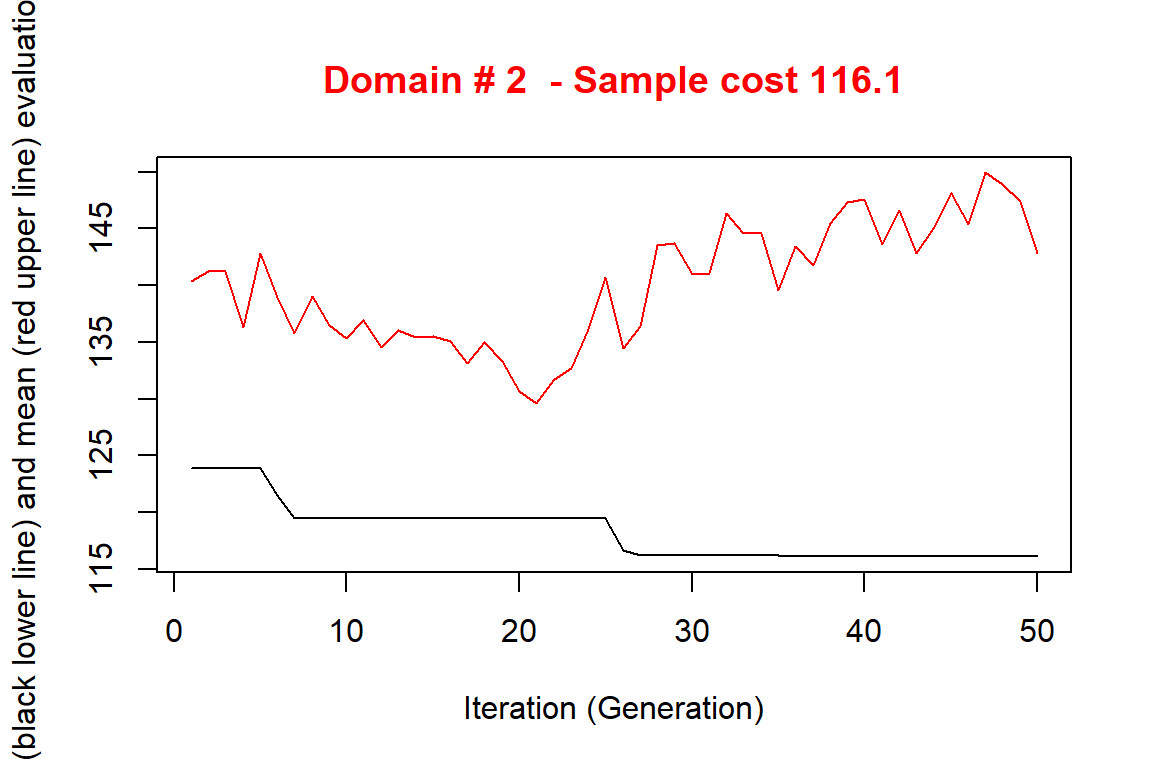 Domain # 2 - Sample cost 116.1
(black lower line) and mean (red upper line) evaluatio
145
135
125
115
0 10 20 30 40 50
Iteration (Generation)